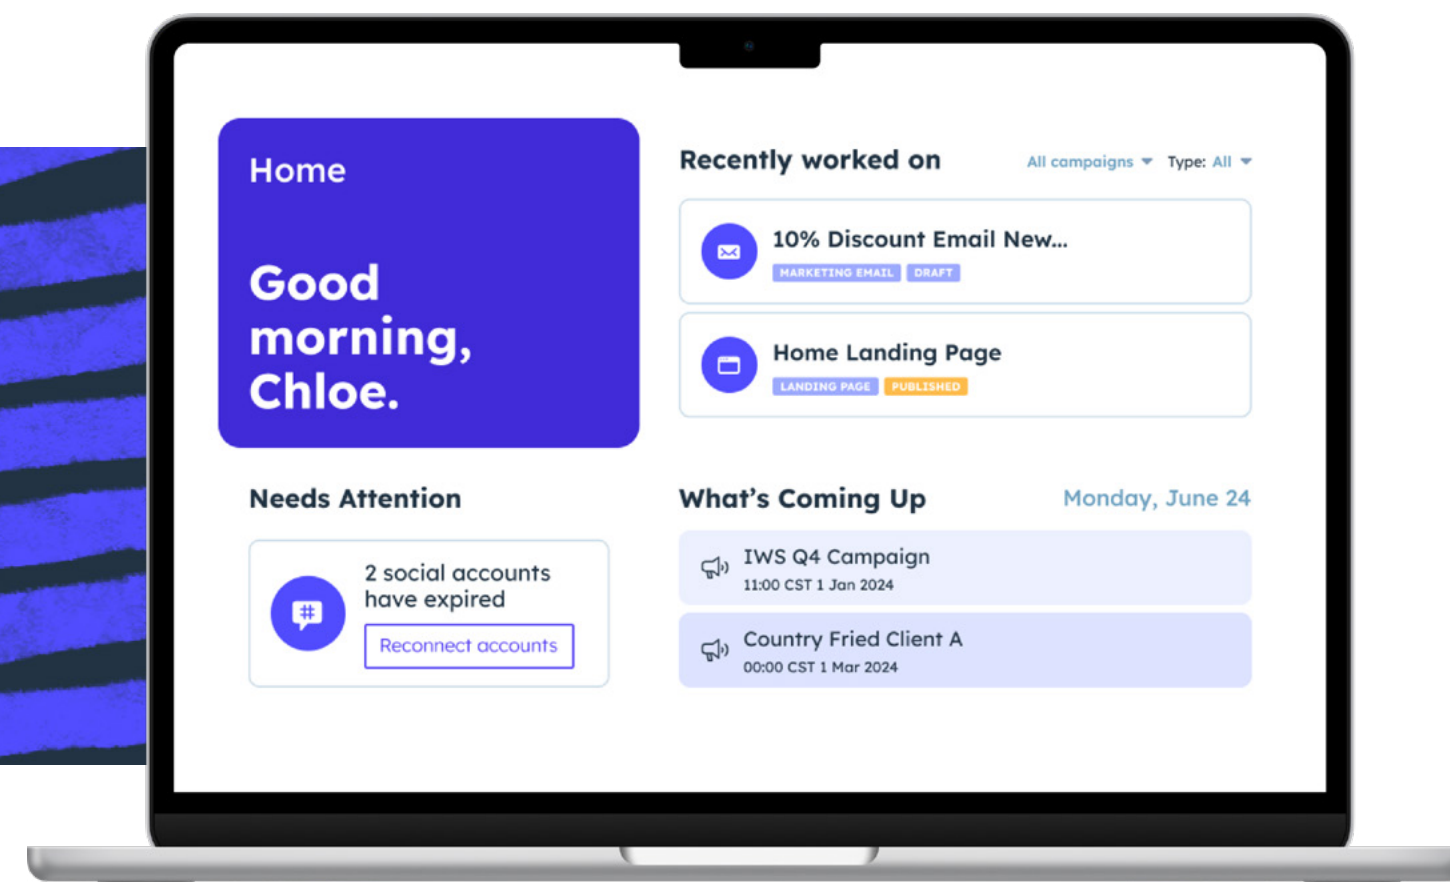 Home
Good
morning,
Chloe.
Recently worked on
All campaigns Type: All
10% Discount Email New...
MARKETING EMAIL DRAFT
Home Landing Page
LANDING PAGE PUBLISHED
Needs Attention
#
2 social accounts
have expired
Reconnect accounts
What's Coming Up
Monday, June 24
IWS Q4 Campaign
11:00 CST 1 Jan 2024
Country Fried Client A
00:00 CST 1 Mar 2024